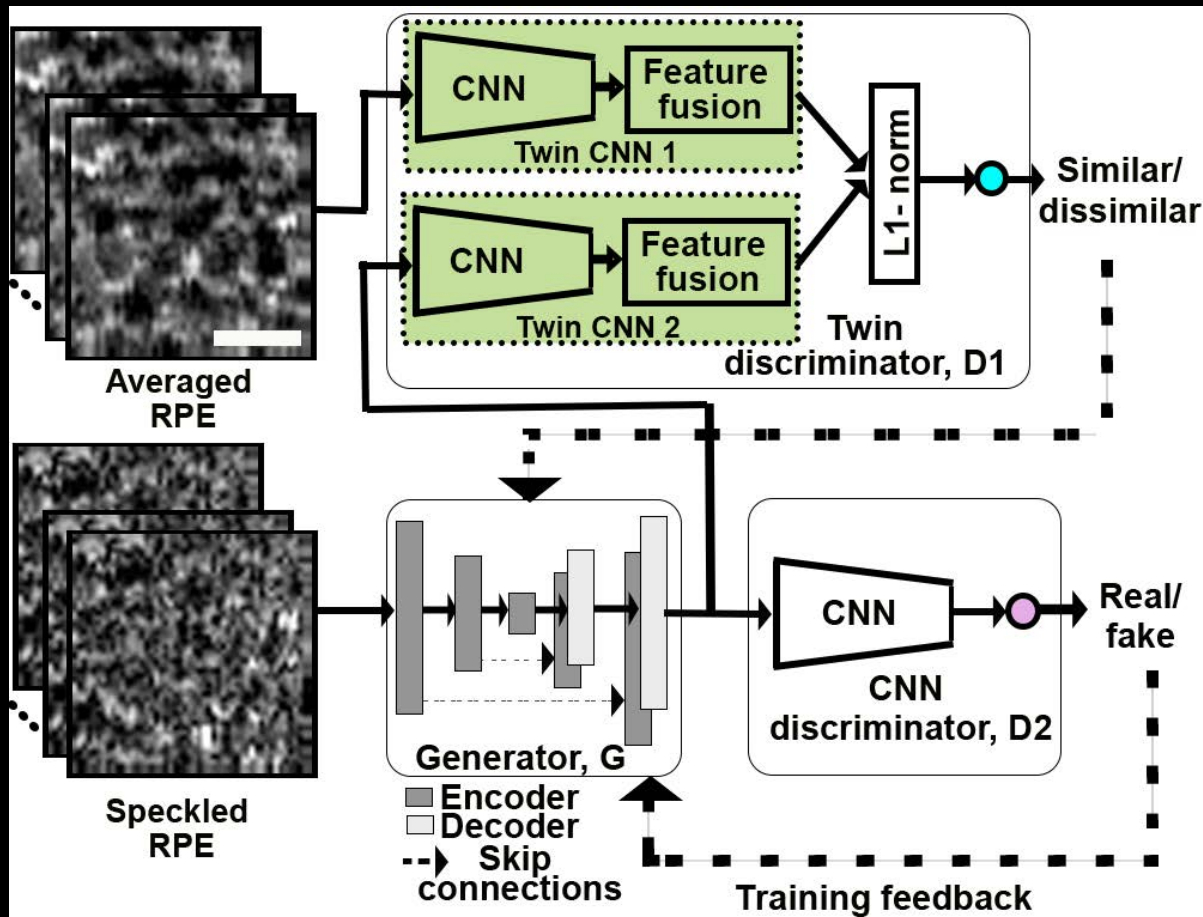 CNN
Feature
fusion
Twin CNN 1
CNN
Feature
fusion
Twin CNN 2
L1- norm
Similar/
dissimilar
Twin
discriminator, D1
Averaged
RPE
Speckled
RPE
Generator, G
Encoder
Decoder
Skip
connections
CNN
CNN
discriminator, D2
Real/
fake
Training feedback